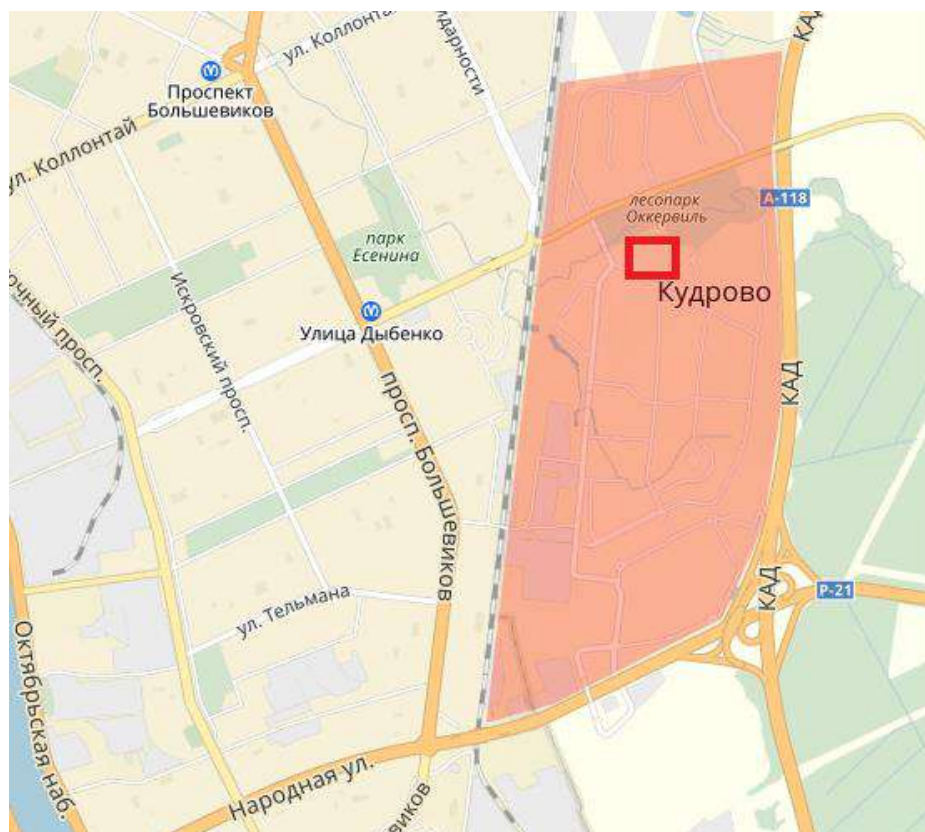 ул. Коллонтай
КАД
идарности
Проспект
Большевиков
ул. Коллонтай
А-118
лесопарк
Оккервиль
парк
Есенина
Кудрово
очный просп.
Искровский просп.
Улица Дыбенко
КАД
просп. Большевиков
КАД
Р-21
ул. Тельмана
Октябрьская наб.
Народная ул.
виков